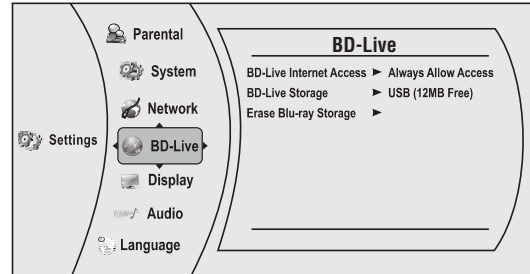 Settings
Parental
System
Network
BD-Live
Display
Audio
Language
BD-Live
BD-Live Internet Access ► Always Allow Access
BD-Live Storage ► USB (12MB Free)
Erase Blu-ray Storage ►